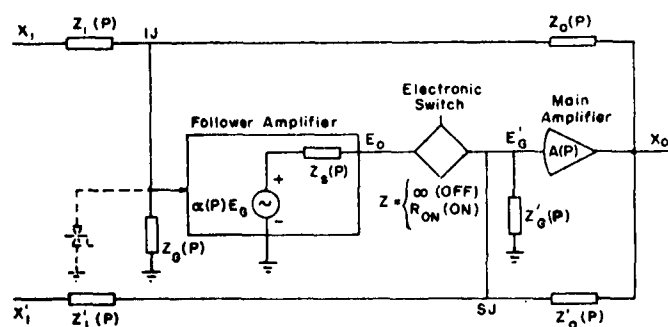 X₁
Z₁(P)
IJ
Z₀(P)
Electronic
Switch
Main
Amplifier
Follower Amplifier
E₀
E'G
A(P)
X₀
Zₛ(P)
+
α(P)EG
-
Z = { ∞ (OFF)
R_ON (ON)
Z'G(P)
ZG(P)
SJ
X'₁
Z'₁(P)
Z'₀(P)